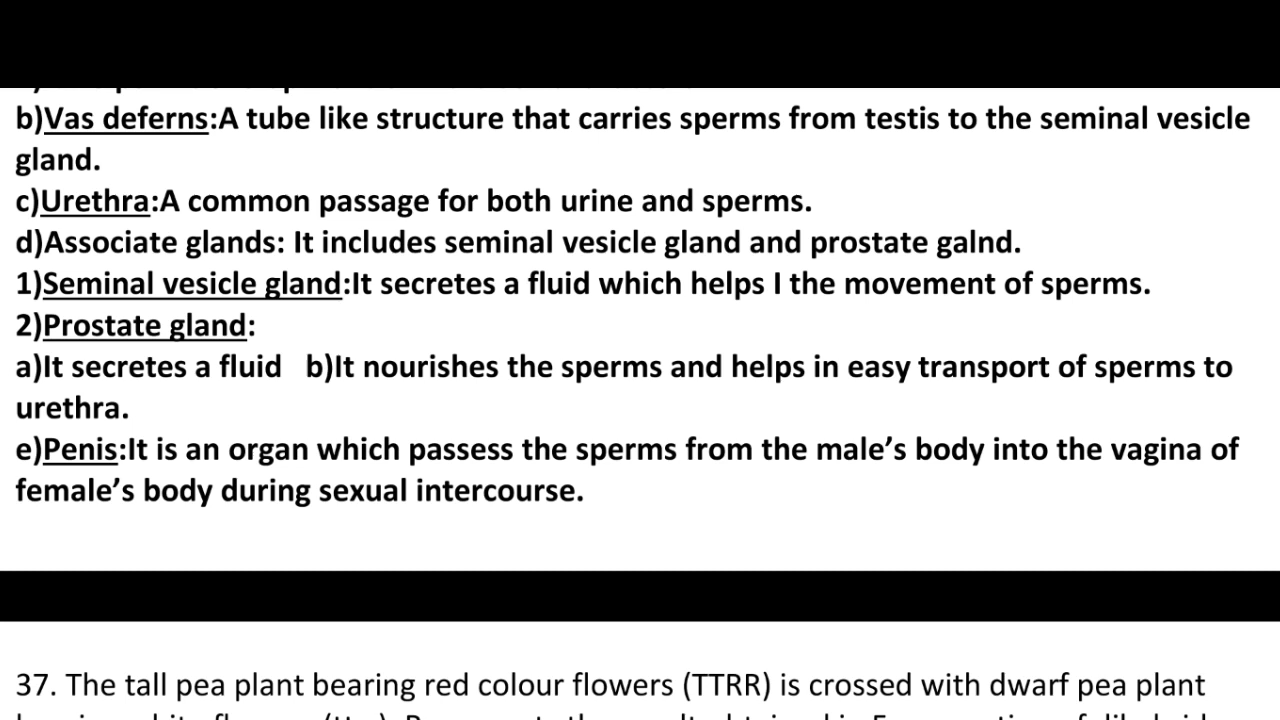 b)Vas deferns:A tube like structure that carries sperms from testis to the seminal vesicle
gland.
c)Urethra:A common passage for both urine and sperms.
d)Associate glands: It includes seminal vesicle gland and prostate galnd.
1)Seminal vesicle gland:It secretes a fluid which helps I the movement of sperms.
2)Prostate gland:
a)It secretes a fluid   b)It nourishes the sperms and helps in easy transport of sperms to
urethra.
e)Penis:It is an organ which passess the sperms from the male’s body into the vagina of
female’s body during sexual intercourse.
37. The tall pea plant bearing red colour flowers (TTRR) is crossed with dwarf pea plant